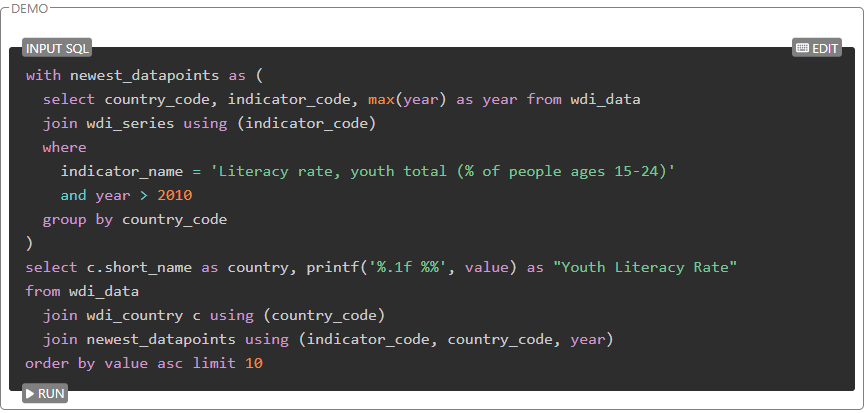 DEMO
INPUT SQL
EDIT
with newest_datapoints as (
  select country_code, indicator_code, max(year) as year from wdi_data
  join wdi_series using (indicator_code)
  where
    indicator_name = 'Literacy rate, youth total (% of people ages 15-24)'
    and year > 2010
  group by country_code
)
select c.short_name as country, printf('%.1f %%', value) as "Youth Literacy Rate"
from wdi_data
  join wdi_country c using (country_code)
  join newest_datapoints using (indicator_code, country_code, year)
order by value asc limit 10
RUN